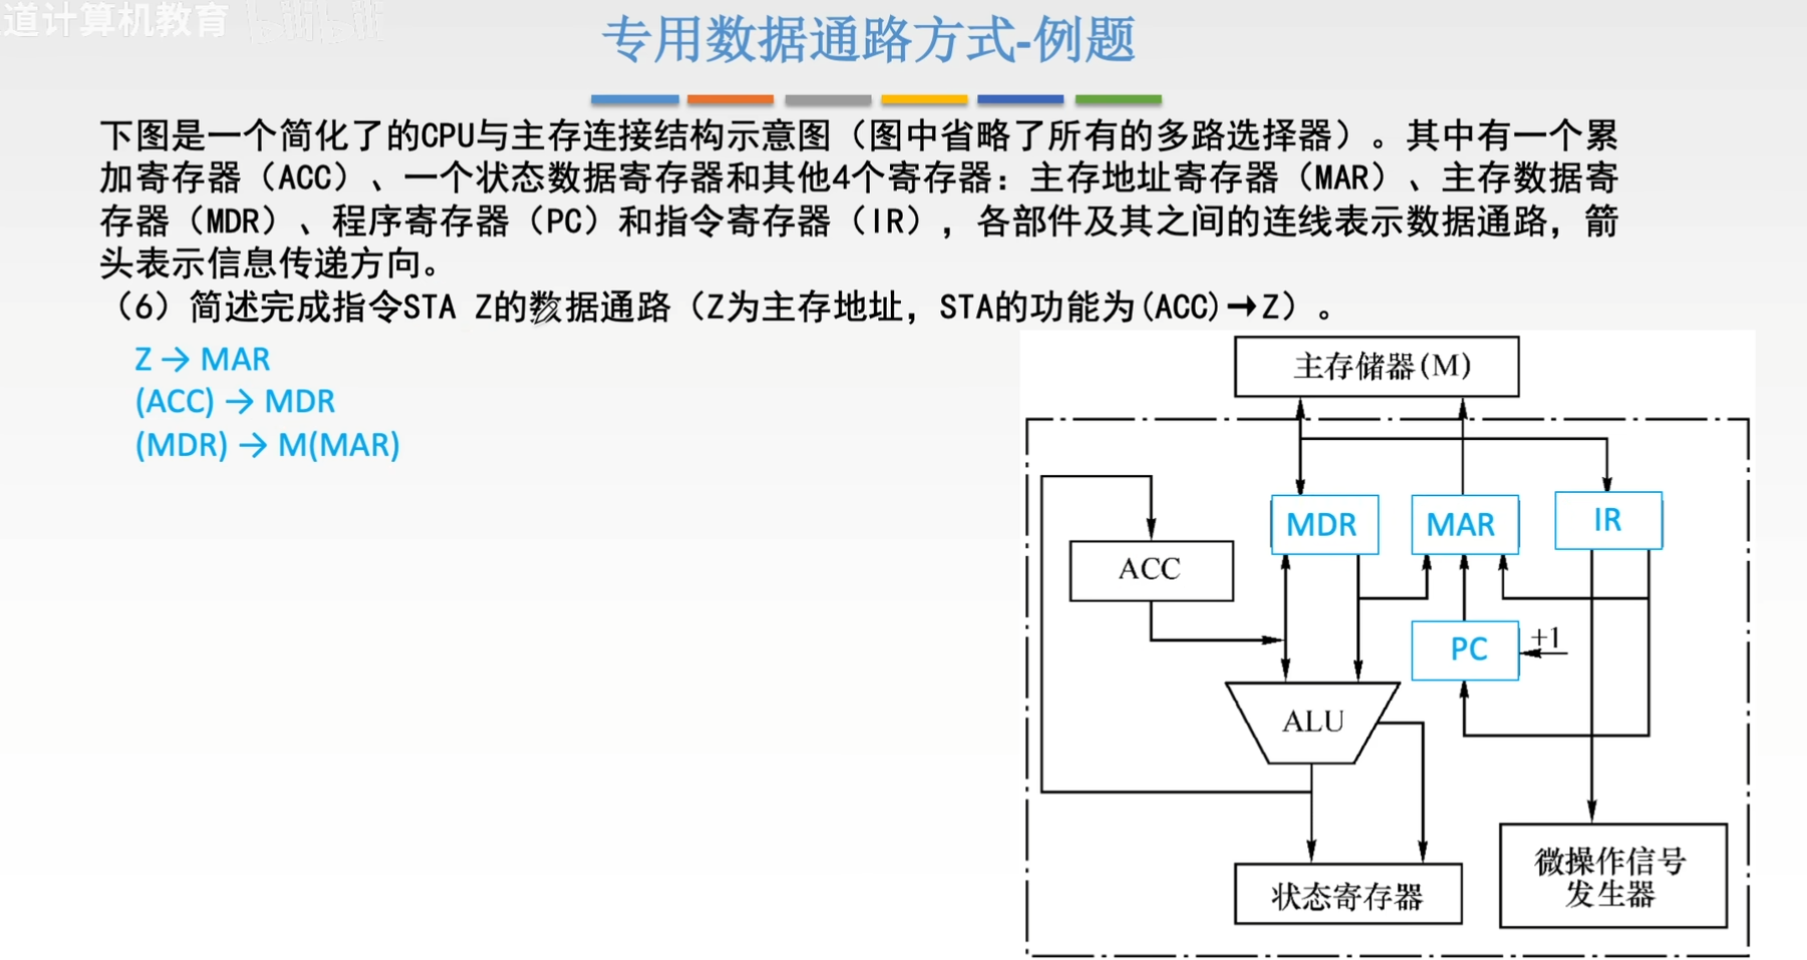 道计算机教育 bilibili
专用数据通路方式-例题
下图是一个简化了的CPU与主存连接结构示意图（图中省略了所有的多路选择器）。其中有一个累
加寄存器（ACC）、一个状态数据寄存器和其他4个寄存器：主存地址寄存器（MAR）、主存数据寄
存器（MDR）、程序寄存器（PC）和指令寄存器（IR），各部件及其之间的连线表示数据通路，箭
头表示信息传递方向。
（6）简述完成指令STA Z的数据通路（Z为主存地址，STA的功能为(ACC)→Z）。
Z → MAR
(ACC) → MDR
(MDR) → M(MAR)
主存储器(M)
MDR
MAR
IR
ACC
PC
+1
ALU
状态寄存器
微操作信号
发生器